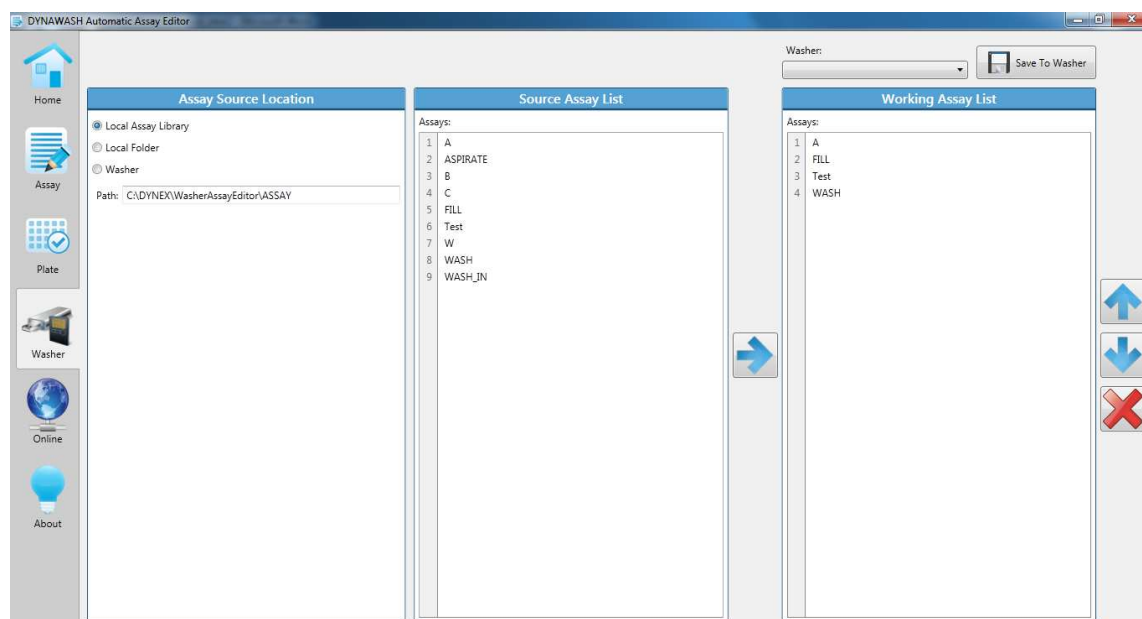 DYNAWASH Automatic Assay Editor
Washer:
Save To Washer
Home
Assay
Plate
Washer
Online
About
Assay Source Location
Local Assay Library
Local Folder
Washer
Path: C:\DYNEX\WasherAssayEditor\ASSAY
Source Assay List
Assays:
1 A
2 ASPIRATE
3 B
4 C
5 FILL
6 Test
7 W
8 WASH
9 WASH_IN
Working Assay List
Assays:
1 A
2 FILL
3 Test
4 WASH